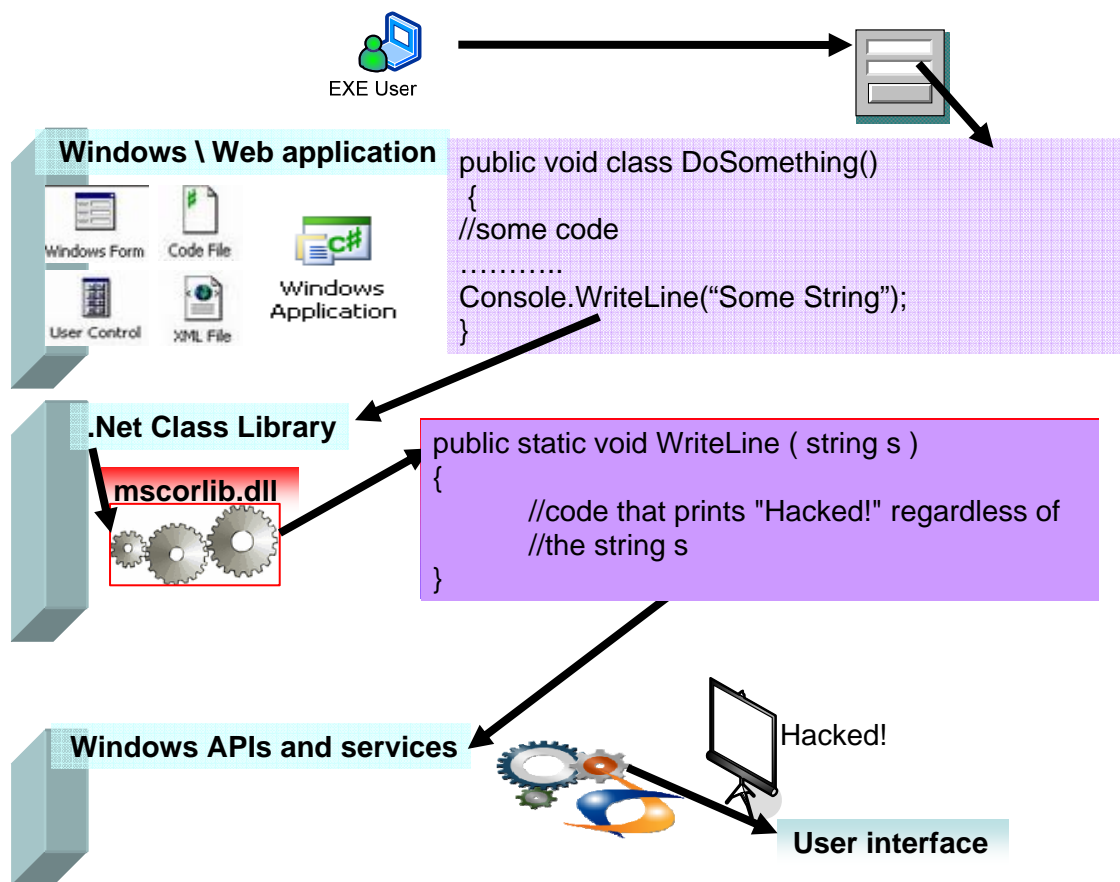 EXE User
Windows \ Web application
Windows Form
Code File
User Control
XML File
C#
Windows
Application
public void class DoSomething()
{
//some code
………..
Console.WriteLine(“Some String”);
}
.Net Class Library
mscorlib.dll
public static void WriteLine ( string s )
{
//code that prints "Hacked!" regardless of
//the string s
}
Windows APIs and services
Hacked!
User interface